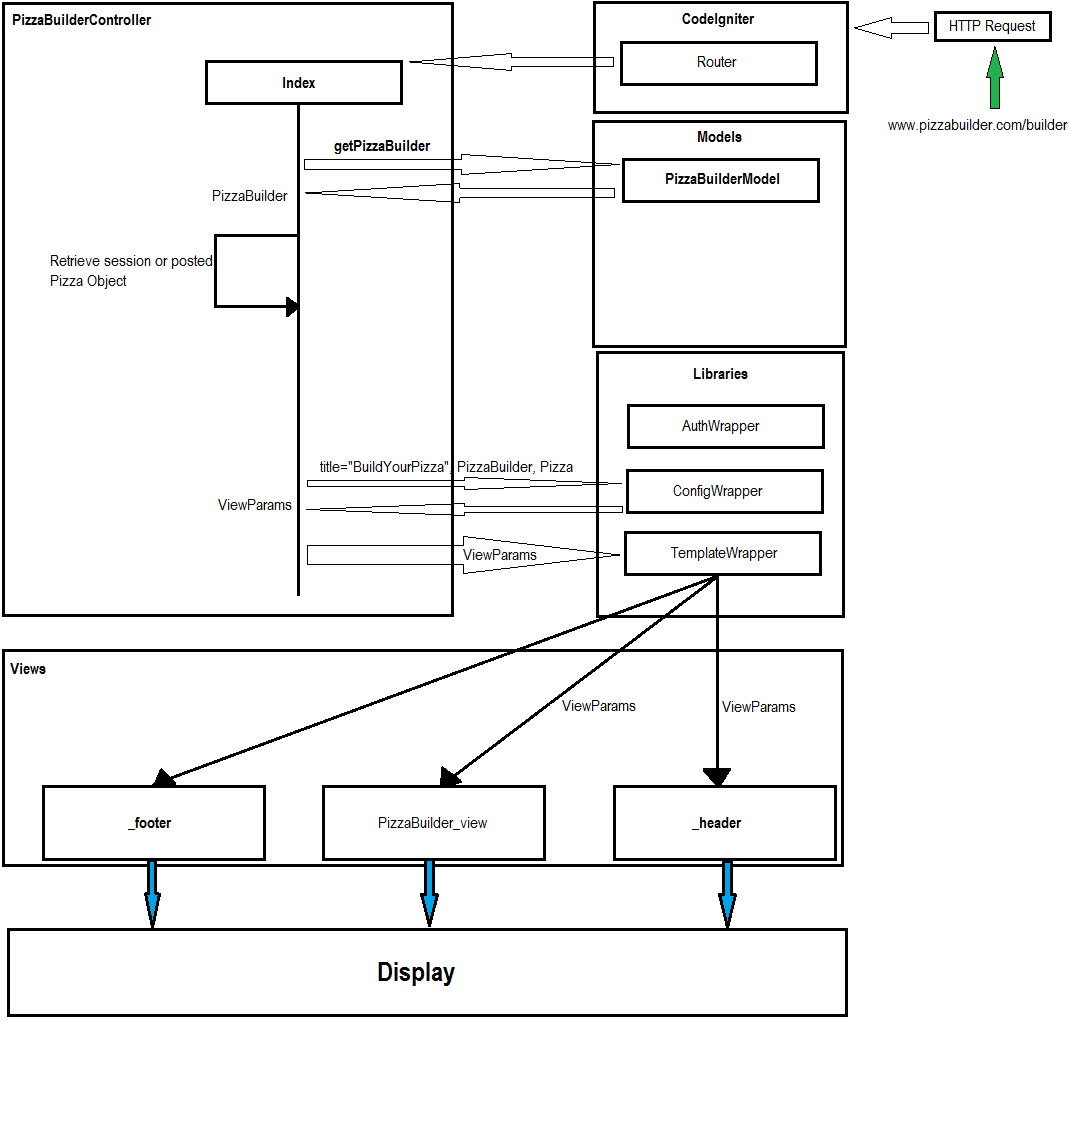 PizzaBuilderController
CodeIgniter
HTTP Request
Router
Index
www.pizzabuilder.com/builder
Models
getPizzaBuilder
PizzaBuilderModel
PizzaBuilder
Retrieve session or posted
Pizza Object
Libraries
AuthWrapper
title="BuildYourPizza", PizzaBuilder, Pizza
ConfigWrapper
ViewParams
ViewParams
TemplateWrapper
Views
ViewParams
ViewParams
_footer
PizzaBuilder_view
_header
Display